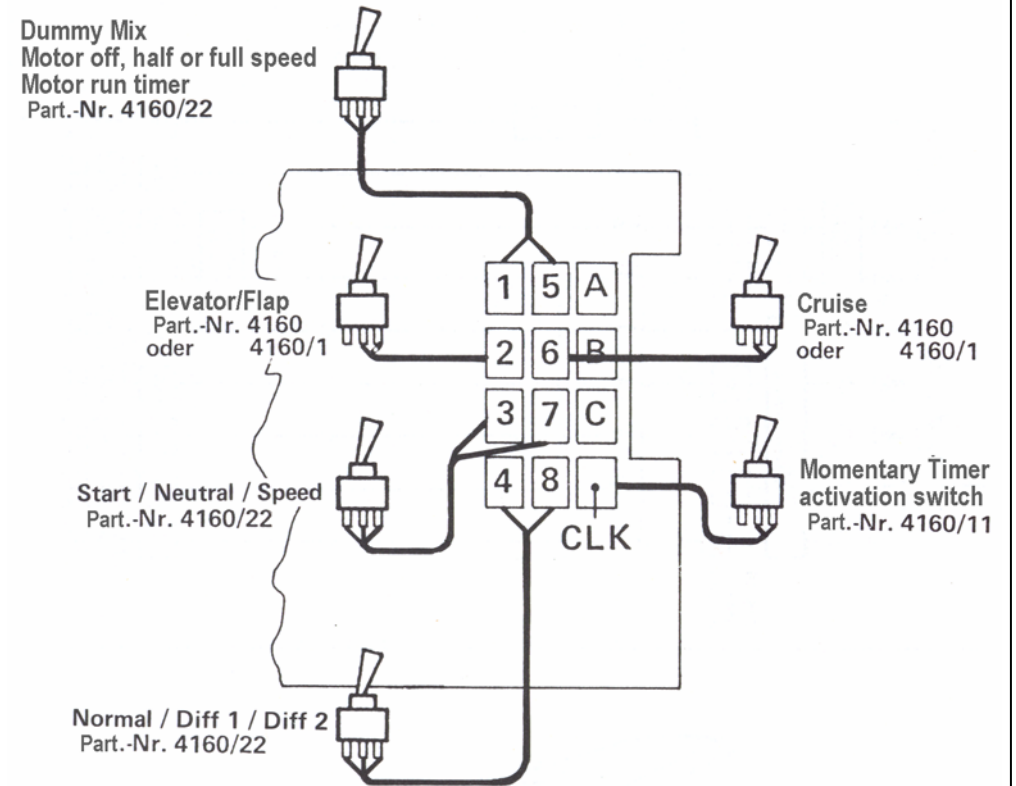 Dummy Mix
Motor off, half or full speed
Motor run timer
Part.-Nr. 4160/22
1 5 A
Elevator/Flap
Part.-Nr. 4160
oder 4160/1
2 6 B
Cruise
Part.-Nr. 4160
oder 4160/1
3 7 C
Start / Neutral / Speed
Part.-Nr. 4160/22
4 8
CLK
Momentary Timer
activation switch
Part.-Nr. 4160/11
Normal / Diff 1 / Diff 2
Part.-Nr. 4160/22